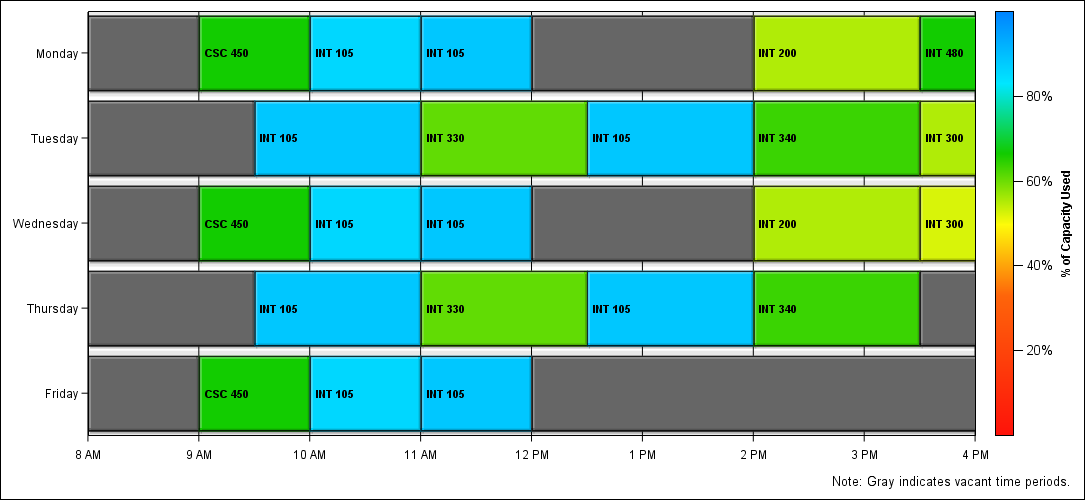 Monday CSC 450 INT 105 INT 105 INT 200 INT 480
Tuesday INT 105 INT 330 INT 105 INT 340 INT 300
Wednesday CSC 450 INT 105 INT 105 INT 200 INT 300
Thursday INT 105 INT 330 INT 105 INT 340
Friday CSC 450 INT 105 INT 105
8 AM 9 AM 10 AM 11 AM 12 PM 1 PM 2 PM 3 PM 4 PM
80%
60%
40%
20%
% of Capacity Used
Note: Gray indicates vacant time periods.